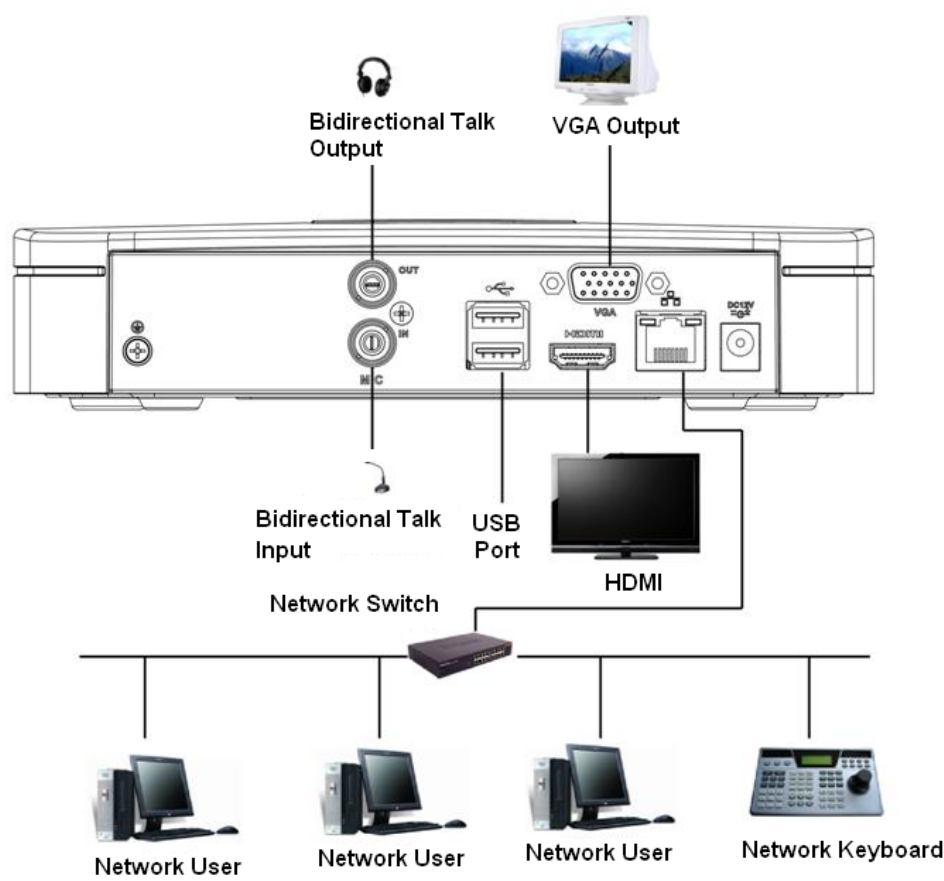 Bidirectional Talk
Output
VGA Output
OUT
IN
MIC
VGA
HDMI
DC12V
Bidirectional Talk
Input
USB
Port
HDMI
Network Switch
Network User
Network User
Network User
Network Keyboard